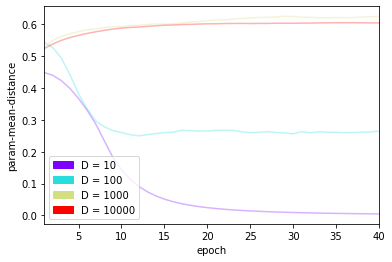 param-mean-distance
0.6
0.5
0.4
0.3
0.2
0.1
0.0
D = 10
D = 100
D = 1000
D = 10000
5
10
15
20
25
30
35
40
epoch